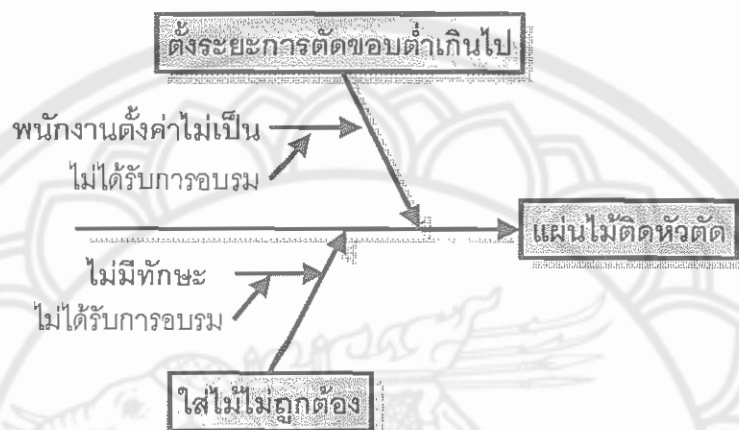 ตั้งระยะการตัดขอบต่ำเกินไป
พนักงานตั้งค่าไม่เป็น
ไม่ได้รับการอบรม
แผ่นไม้ติดหัวตัด
ไม่มีทักษะ
ไม่ได้รับการอบรม
ใส่ไม้ไม่ถูกต้อง